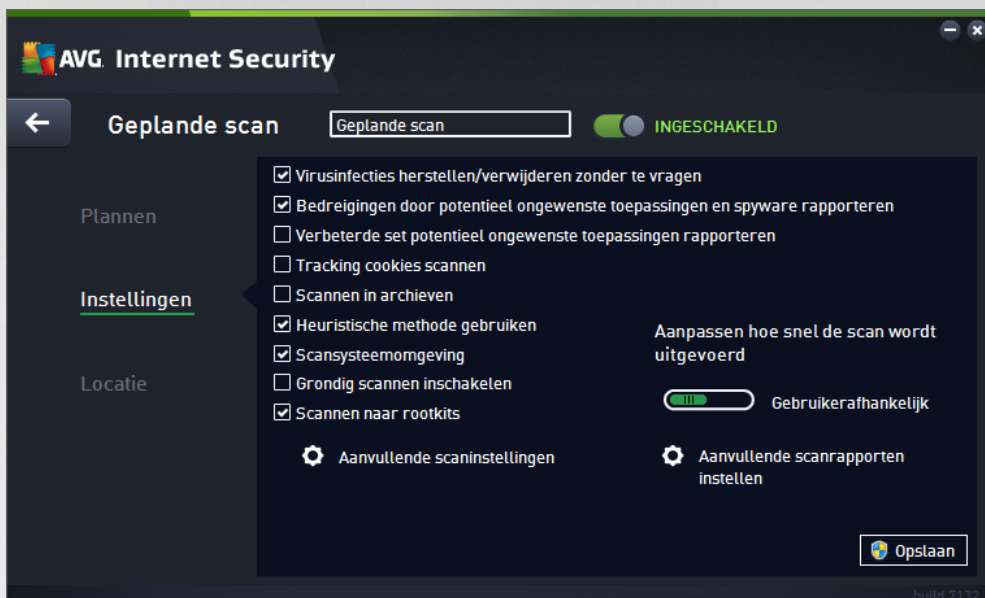 AVG. Internet Security
Geplande scan
Geplande scan
INGESCHAKELD
Plannen
Instellingen
Locatie
Virusinfecties herstellen/verwijderen zonder te vragen
Bedreigingen door potentieel ongewenste toepassingen en spyware rapporteren
Verbeterde set potentieel ongewenste toepassingen rapporteren
Tracking cookies scannen
Scannen in archieven
Heuristische methode gebruiken
Scansysteemomgeving
Grondig scannen inschakelen
Scannen naar rootkits
Aanvullende scaninstellingen
Aanpassen hoe snel de scan wordt
uitgevoerd
Gebruikerafhankelijk
Aanvullende scanrapporten
instellen
Opslaan
build 7132